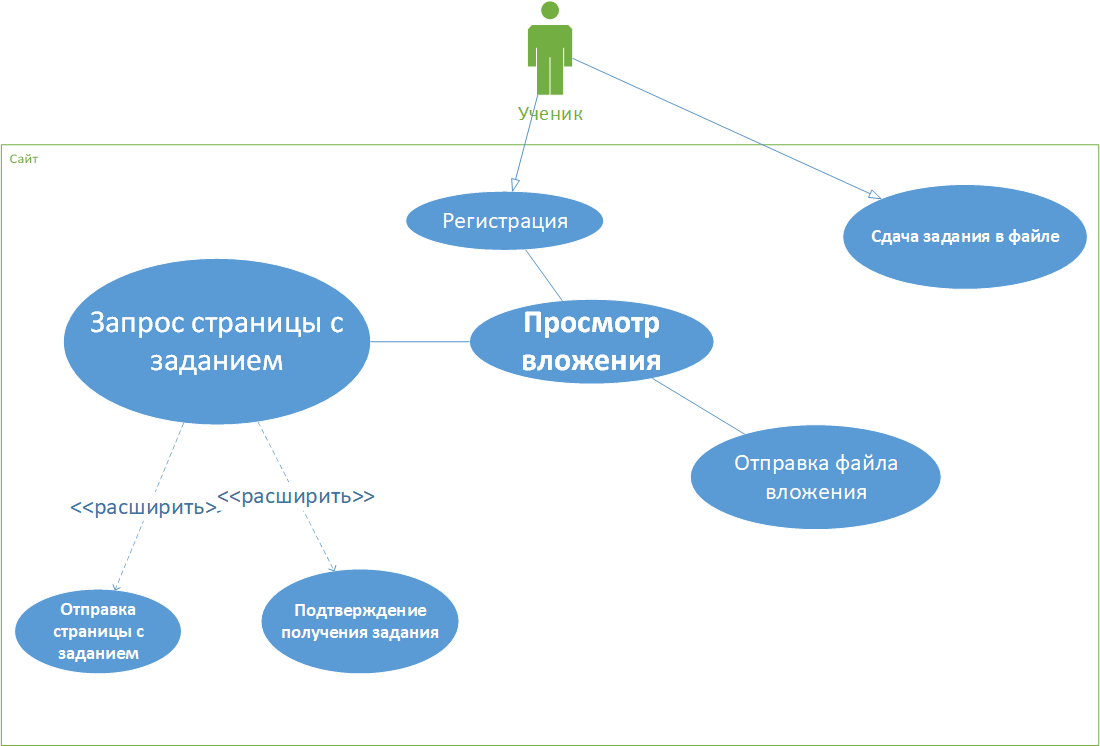 Ученик
Сайт
Регистрация
Сдача задания в файле
Запрос страницы с
заданием
Просмотр
вложения
Отправка файла
вложения
<<расширить>>
<<расширить>>
Отправка
страницы с
заданием
Подтверждение
получения задания